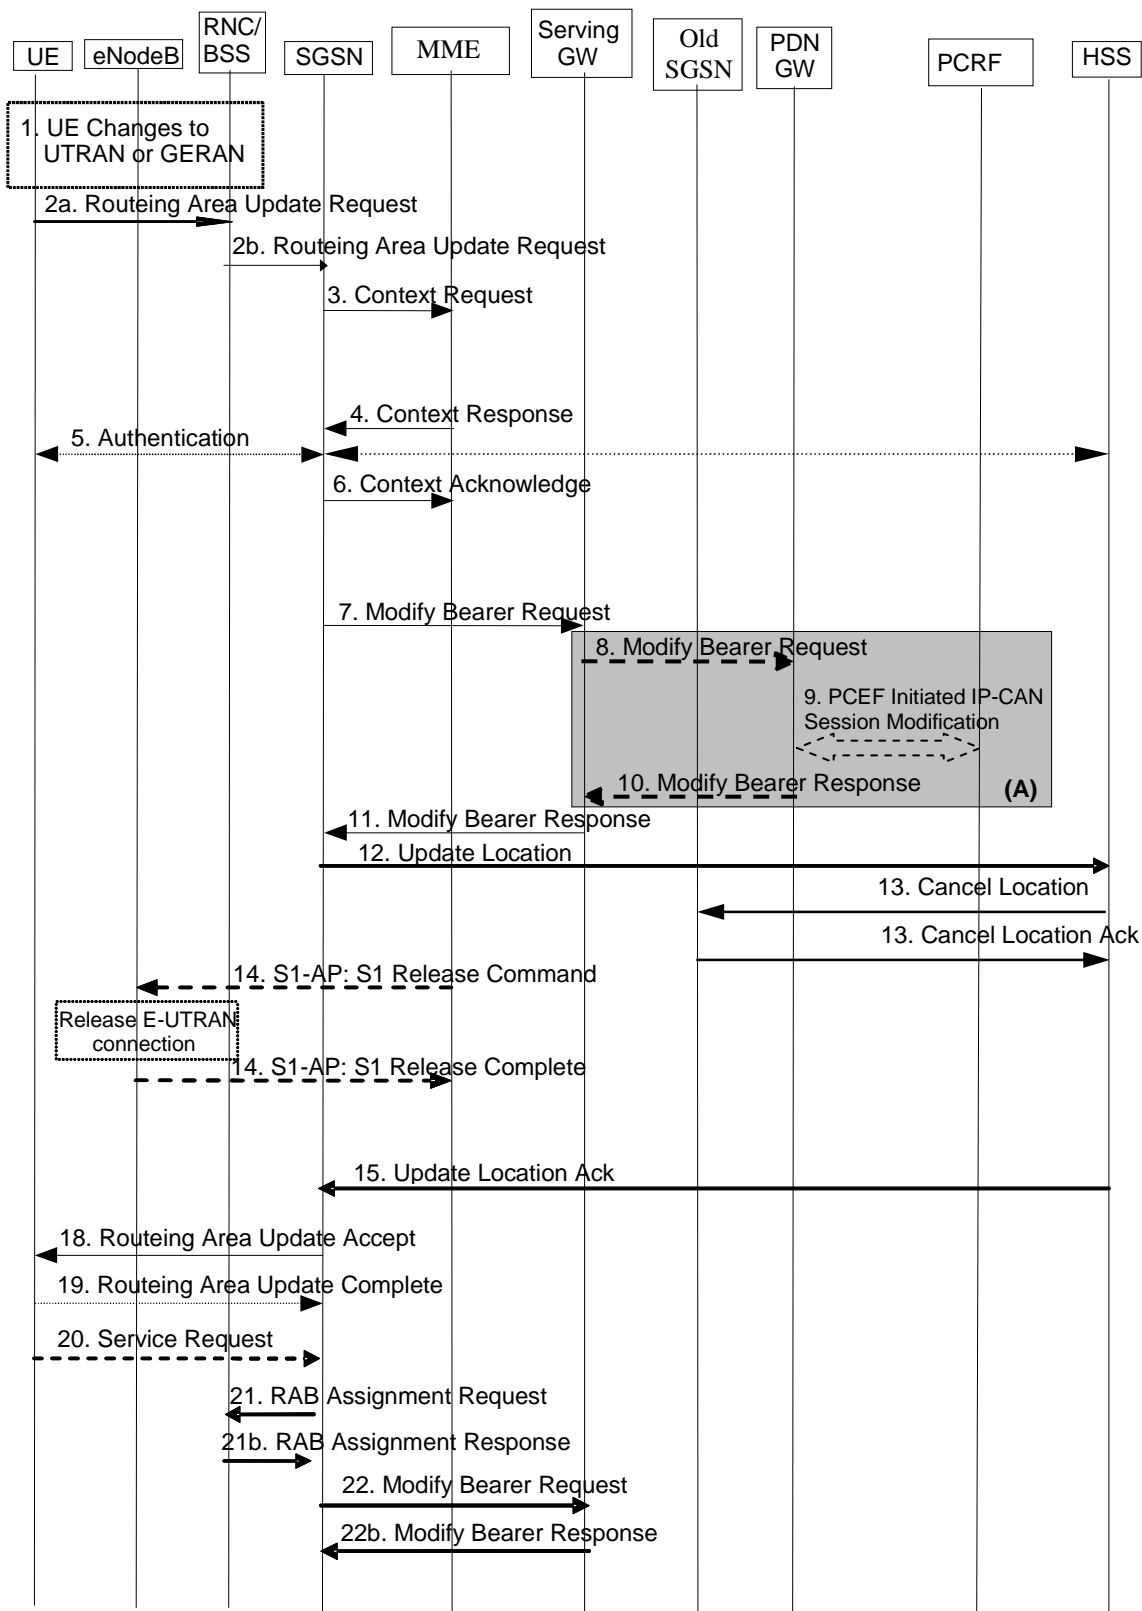 UE
eNodeB
RNC/
BSS
SGSN
MME
Serving
GW
Old
SGSN
PDN
GW
PCRF
HSS
1. UE Changes to
UTRAN or GERAN
2a. Routeing Area Update Request
2b. Routeing Area Update Request
3. Context Request
4. Context Response
5. Authentication
6. Context Acknowledge
7. Modify Bearer Request
8. Modify Bearer Request
9. PCEF Initiated IP-CAN
Session Modification
10. Modify Bearer Response
(A)
11. Modify Bearer Response
12. Update Location
13. Cancel Location
13. Cancel Location Ack
14. S1-AP: S1 Release Command
Release E-UTRAN
connection
14. S1-AP: S1 Release Complete
15. Update Location Ack
18. Routeing Area Update Accept
19. Routeing Area Update Complete
20. Service Request
21. RAB Assignment Request
21b. RAB Assignment Response
22. Modify Bearer Request
22b. Modify Bearer Response